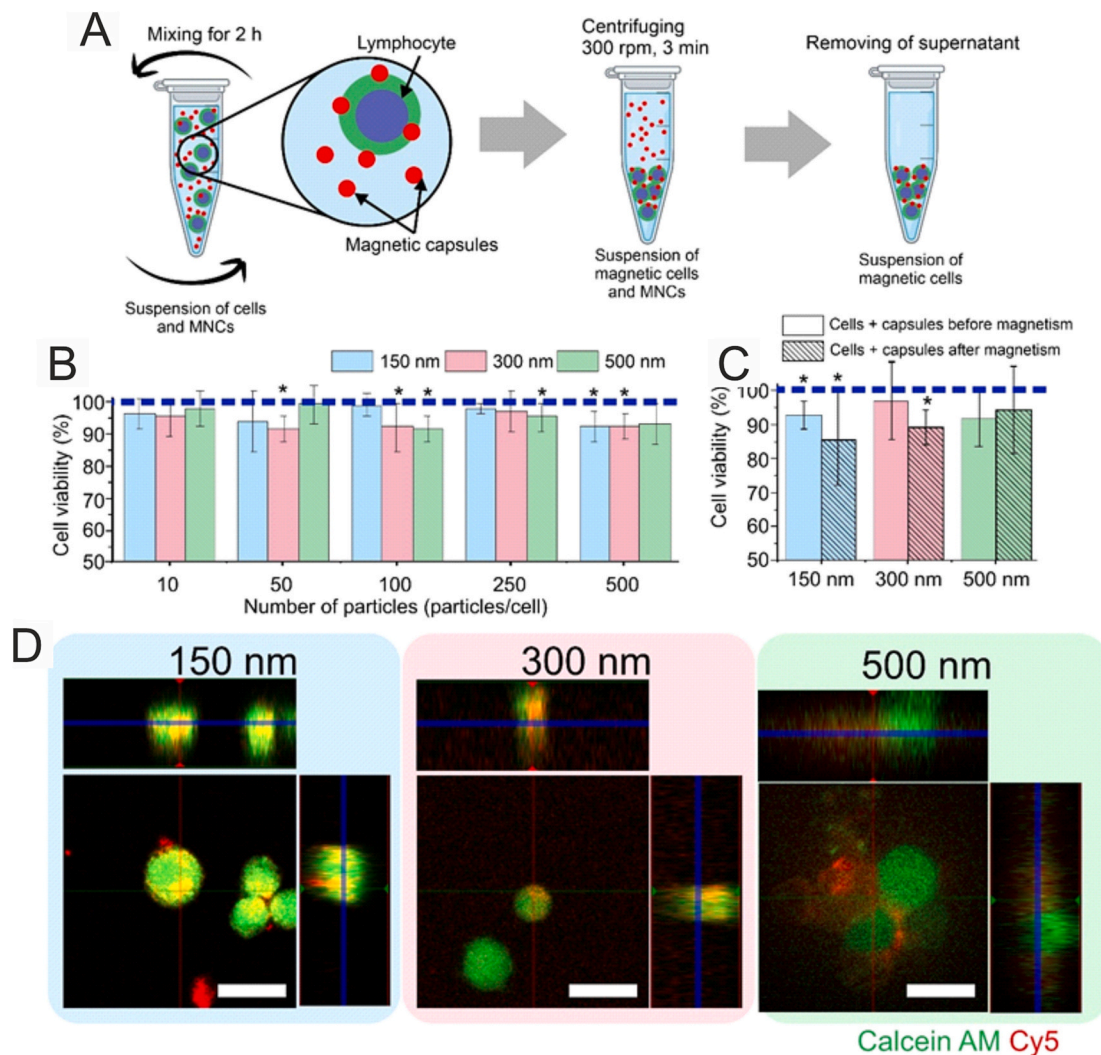 A
Mixing for 2 h
Lymphocyte
Magnetic capsules
Suspension of cells
and MNCs
Centrifuging
300 rpm, 3 min
Suspension of
magnetic cells
and MNCs
Removing of supernatant
Suspension of
magnetic cells
B
150 nm 300 nm 500 nm
Cell viability (%)
100
90
80
70
60
50
* * * * * *
10 50 100 250 500
Number of particles (particles/cell)
C
Cells + capsules before magnetism
Cells + capsules after magnetism
Cell viability (%)
100
90
80
70
60
50
* * *
150 nm 300 nm 500 nm
D
150 nm
300 nm
500 nm
Calcein AM Cy5